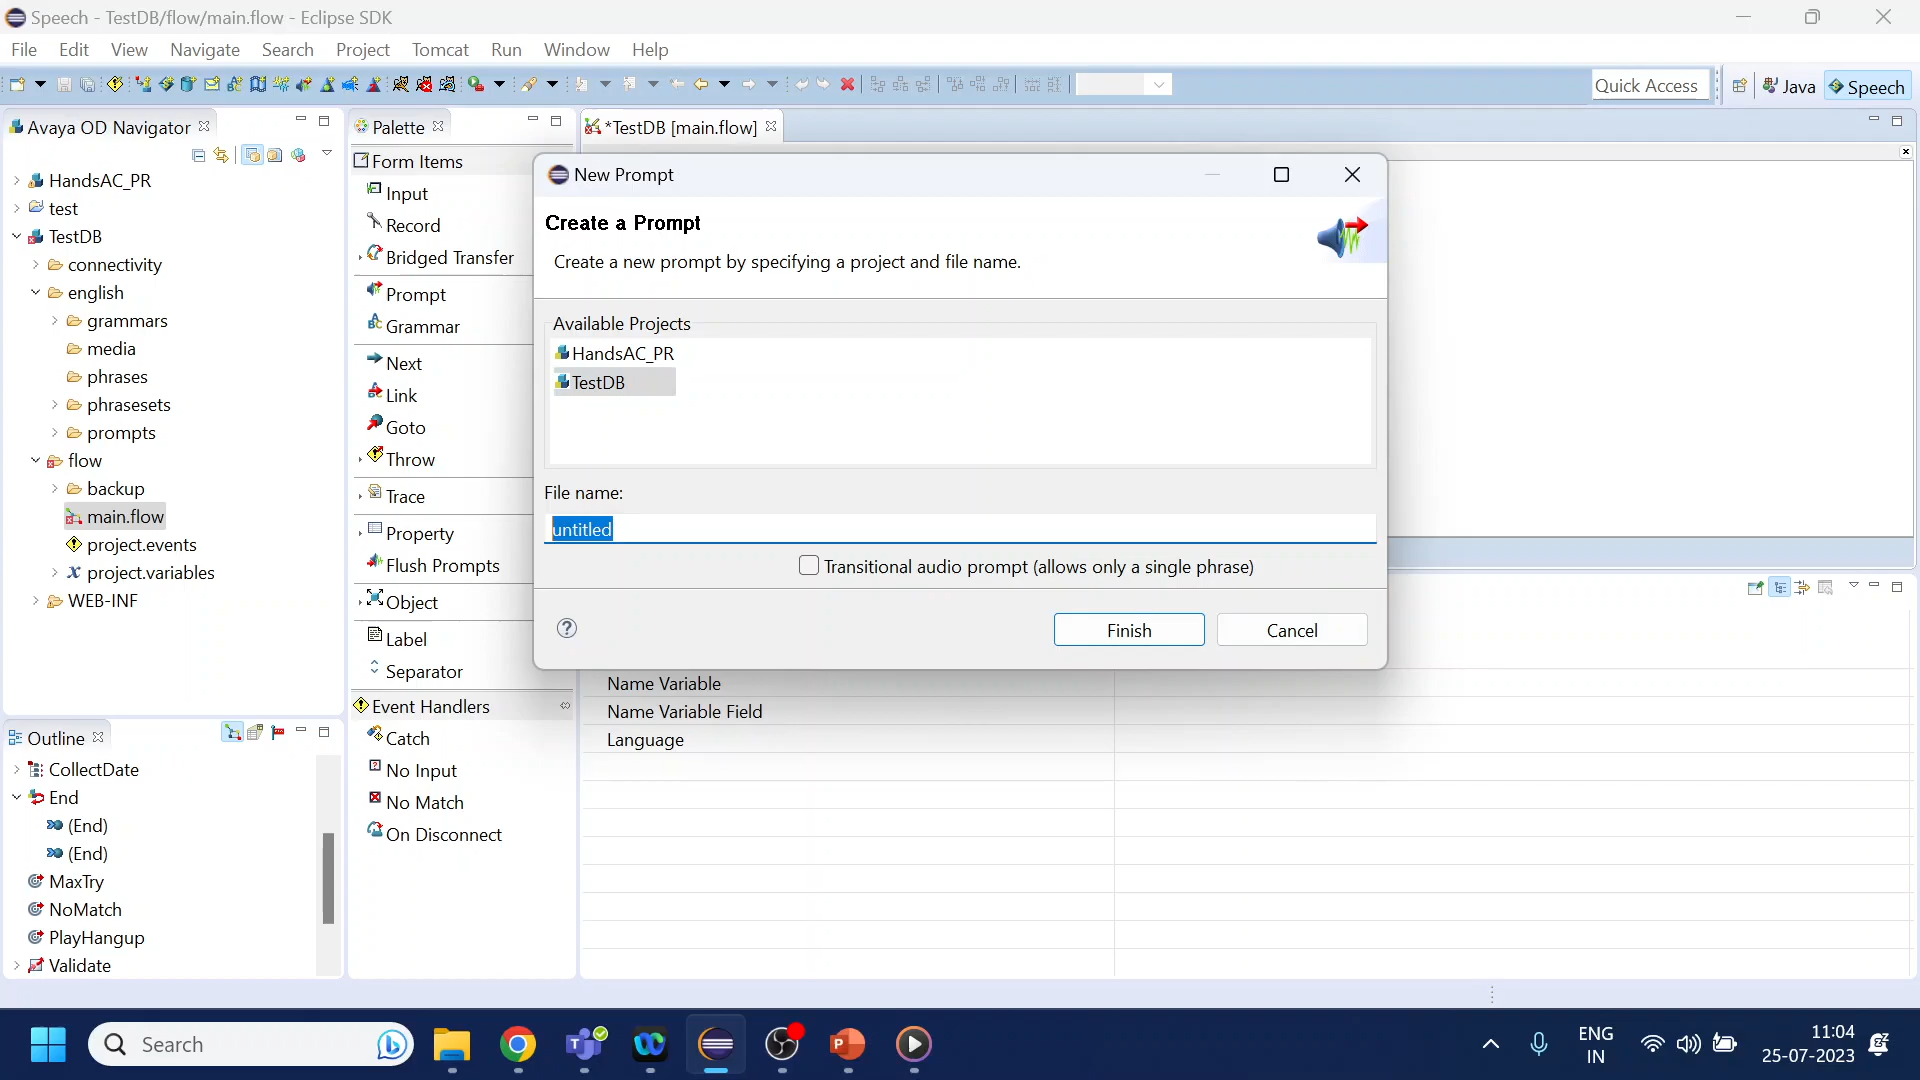 Speech - TestDB/flow/main.flow - Eclipse SDK
File Edit View Navigate Search Project Tomcat Run Window Help
Quick Access
Java
Speech
Avaya OD Navigator
HandsAC_PR
test
TestDB
connectivity
english
grammars
media
phrases
phrasesets
prompts
flow
backup
main.flow
project.events
project.variables
WEB-INF
Outline
CollectDate
End
(End)
(End)
MaxTry
NoMatch
PlayHangup
Validate
Palette
Form Items
Input
Record
Bridged Transfer
Prompt
Grammar
Next
Link
Goto
Throw
Trace
Property
Flush Prompts
Object
Label
Separator
Event Handlers
Catch
No Input
No Match
On Disconnect
*TestDB [main.flow]
New Prompt
Create a Prompt
Create a new prompt by specifying a project and file name.
Available Projects
HandsAC_PR
TestDB
File name:
untitled
Transitional audio prompt (allows only a single phrase)
Finish
Cancel
Name Variable
Name Variable Field
Language
Search
ENG
IN
11:04
25-07-2023